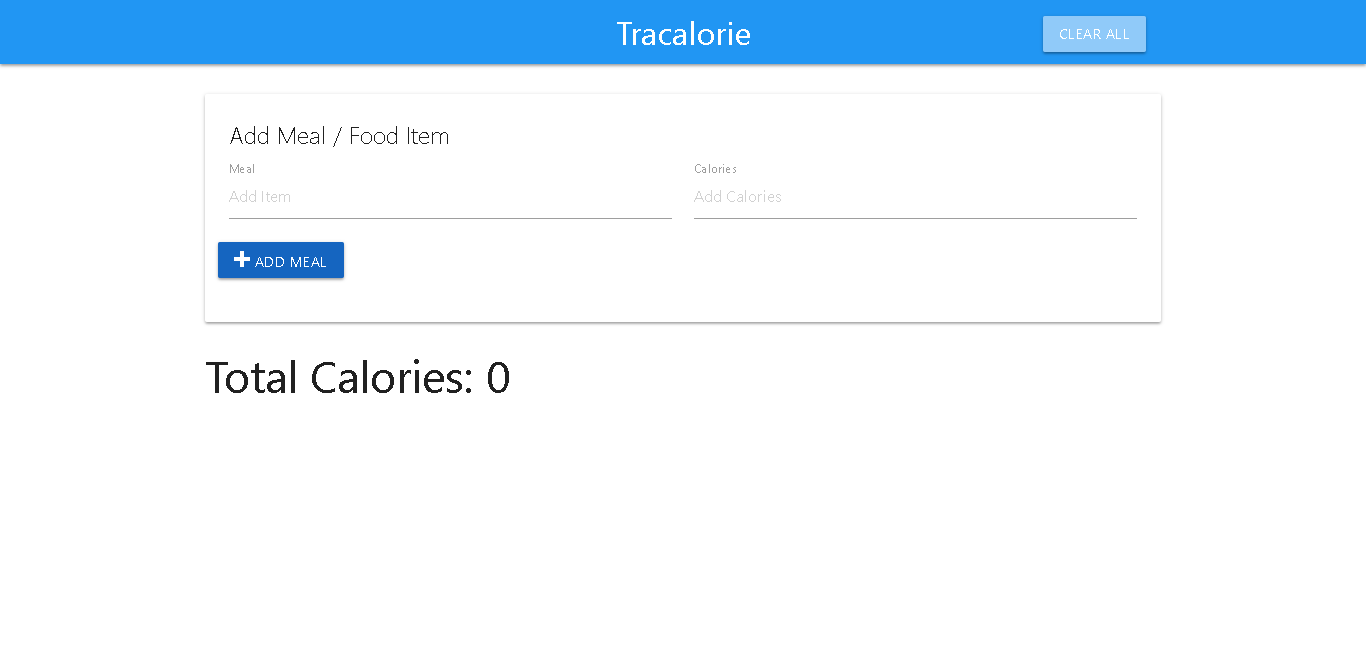 Tracalorie
CLEAR ALL
Add Meal / Food Item
Meal
Calories
Add Item
Add Calories
ADD MEAL
Total Calories: 0